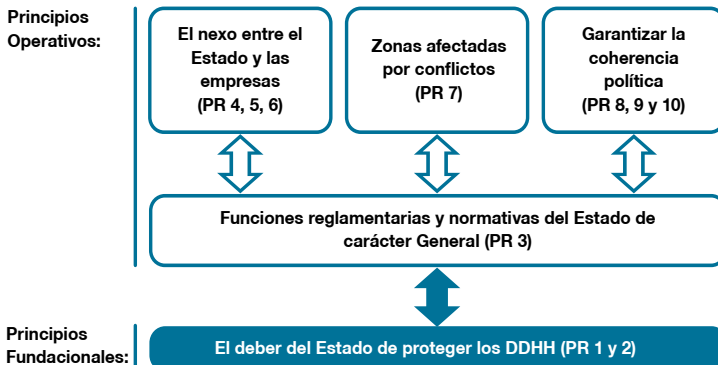 Principios
Operativos:
El nexo entre el
Estado y las
empresas
(PR 4, 5, 6)
Zonas afectadas
por conflictos
(PR 7)
Garantizar la
coherencia
política
(PR 8, 9 y 10)
Funciones reglamentarias y normativas del Estado de
carácter General (PR 3)
Principios
Fundacionales:
El deber del Estado de proteger los DDHH (PR 1 y 2)